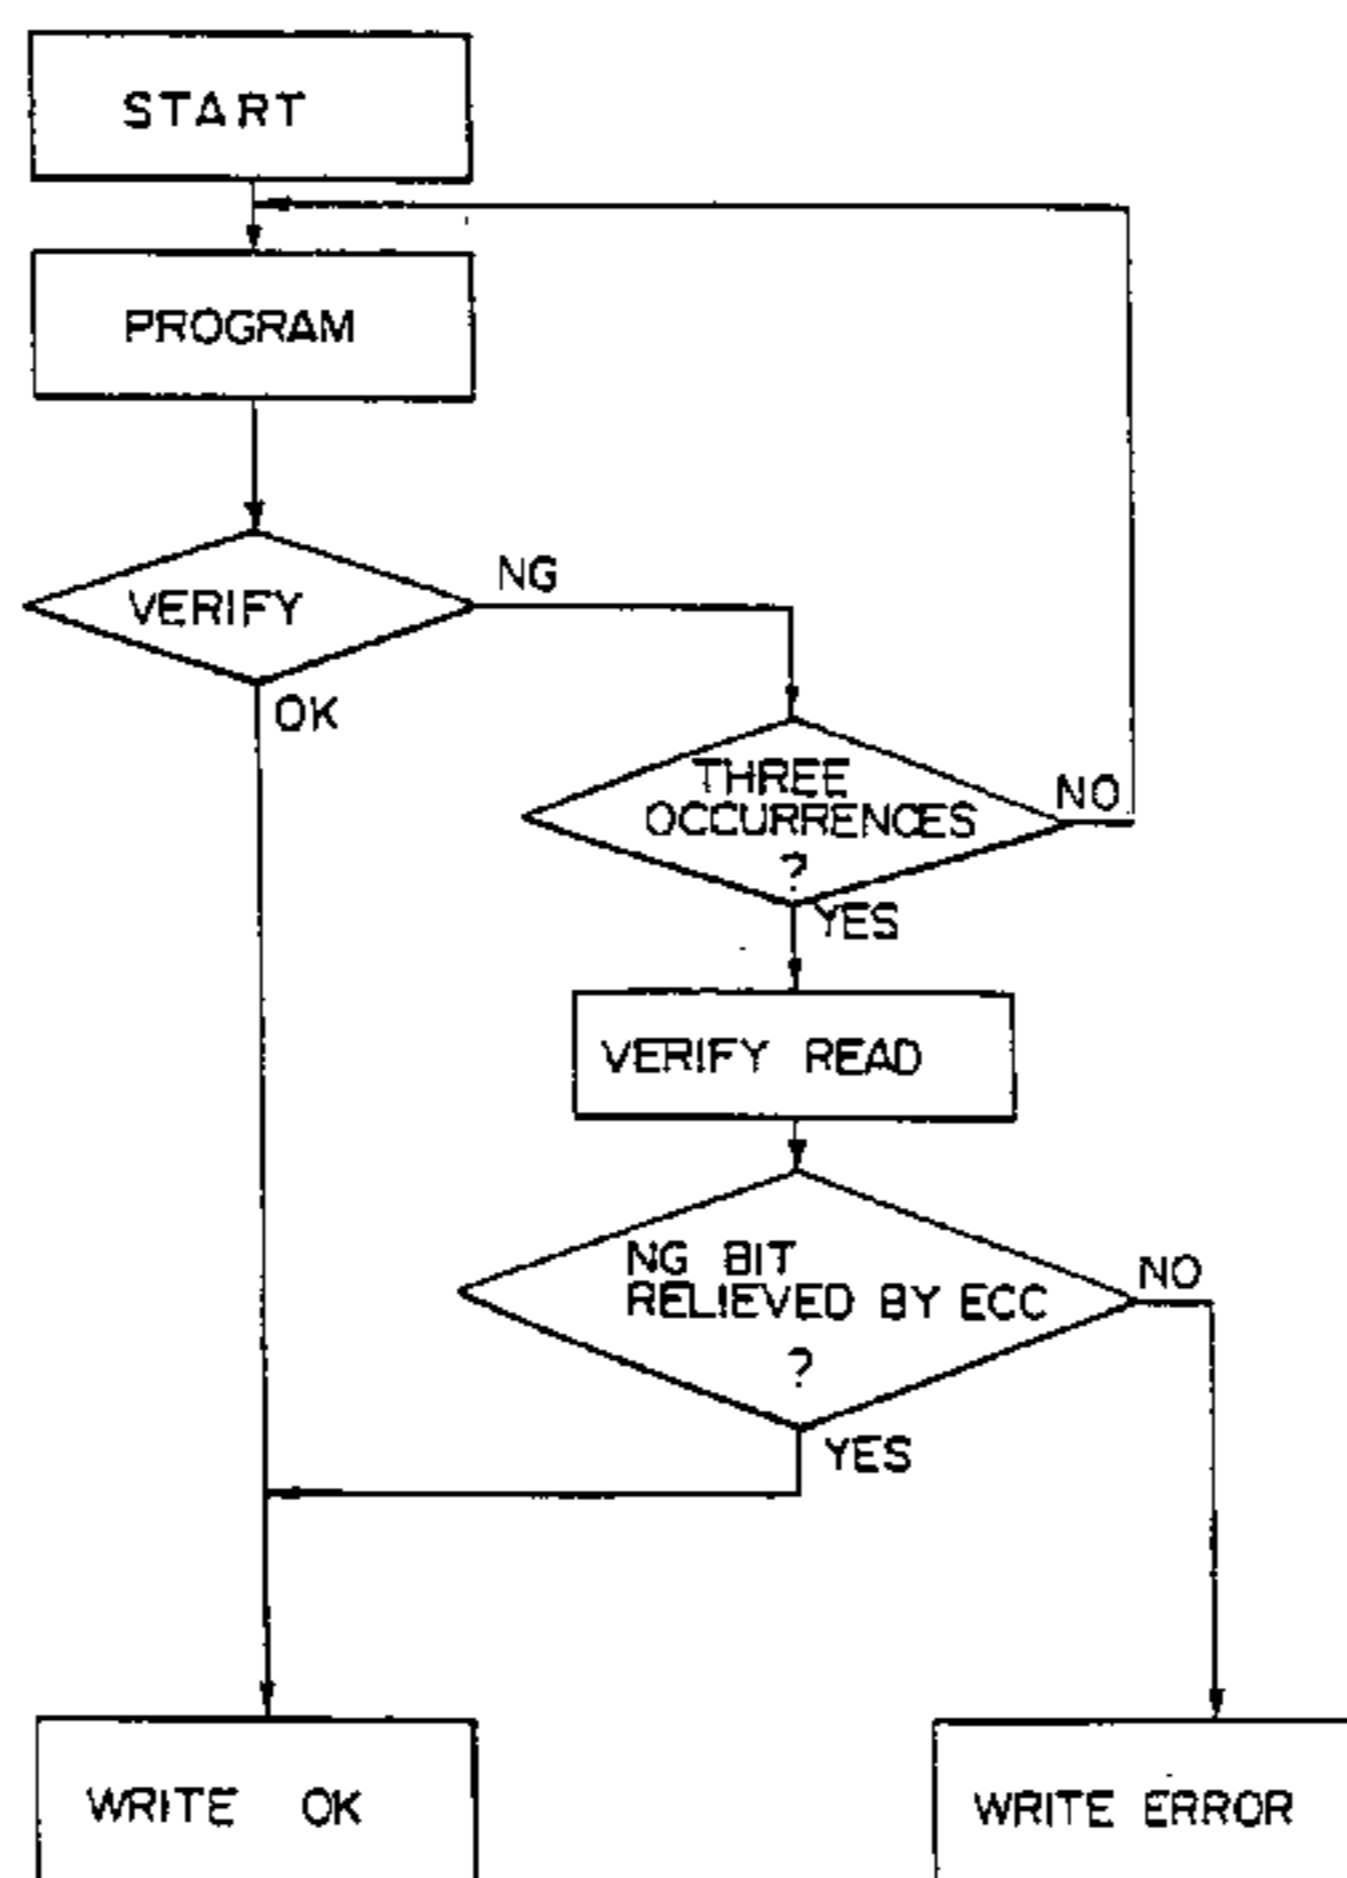 START
PROGRAM
VERIFY
NG
OK
THREE
OCCURRENCES
?
NO
YES
VERIFY READ
NG BIT
RELIEVED BY ECC
?
NO
YES
WRITE OK
WRITE ERROR